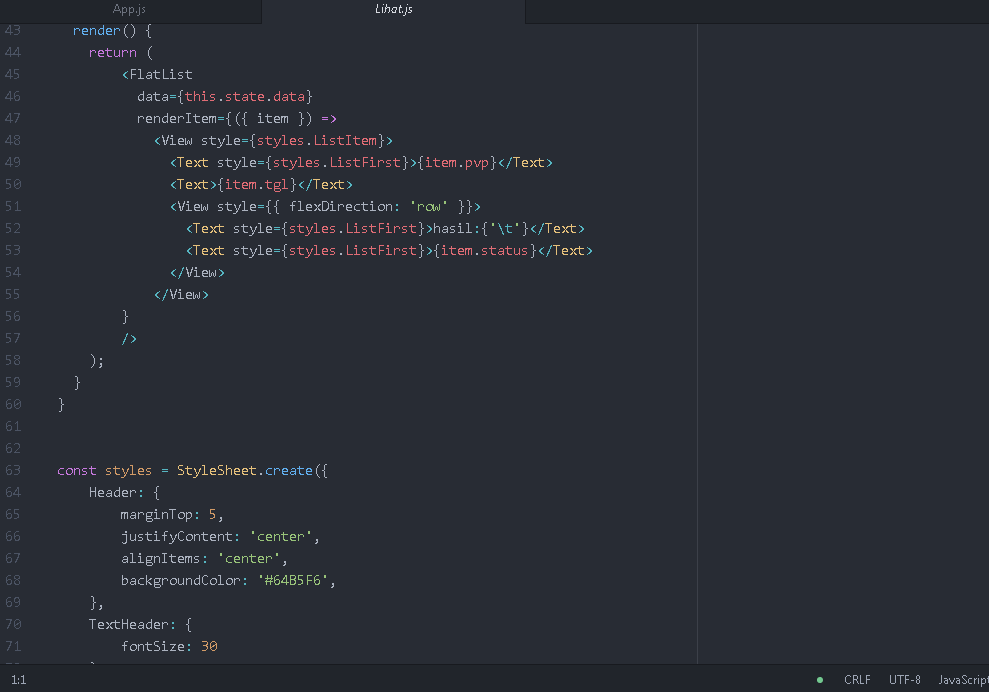 App.js
Lihat.js
43 render() {
44 return (
45 <FlatList
46 data={this.state.data}
47 renderItem={({ item }) =>
48 <View style={styles.ListItem}>
49 <Text style={styles.ListFirst}>{item.pvp}</Text>
50 <Text>{item.tgl}</Text>
51 <View style={{ flexDirection: 'row' }}>
52 <Text style={styles.ListFirst}>hasil:{'\t'}</Text>
53 <Text style={styles.ListFirst}>{item.status}</Text>
54 </View>
55 </View>
56 }
57 />
58 );
59 }
60 }
61
62
63 const styles = StyleSheet.create({
64 Header: {
65 marginTop: 5,
66 justifyContent: 'center',
67 alignItems: 'center',
68 backgroundColor: '#64B5F6',
69 },
70 TextHeader: {
71 fontSize: 30
1:1 CRLF UTF-8 JavaScript